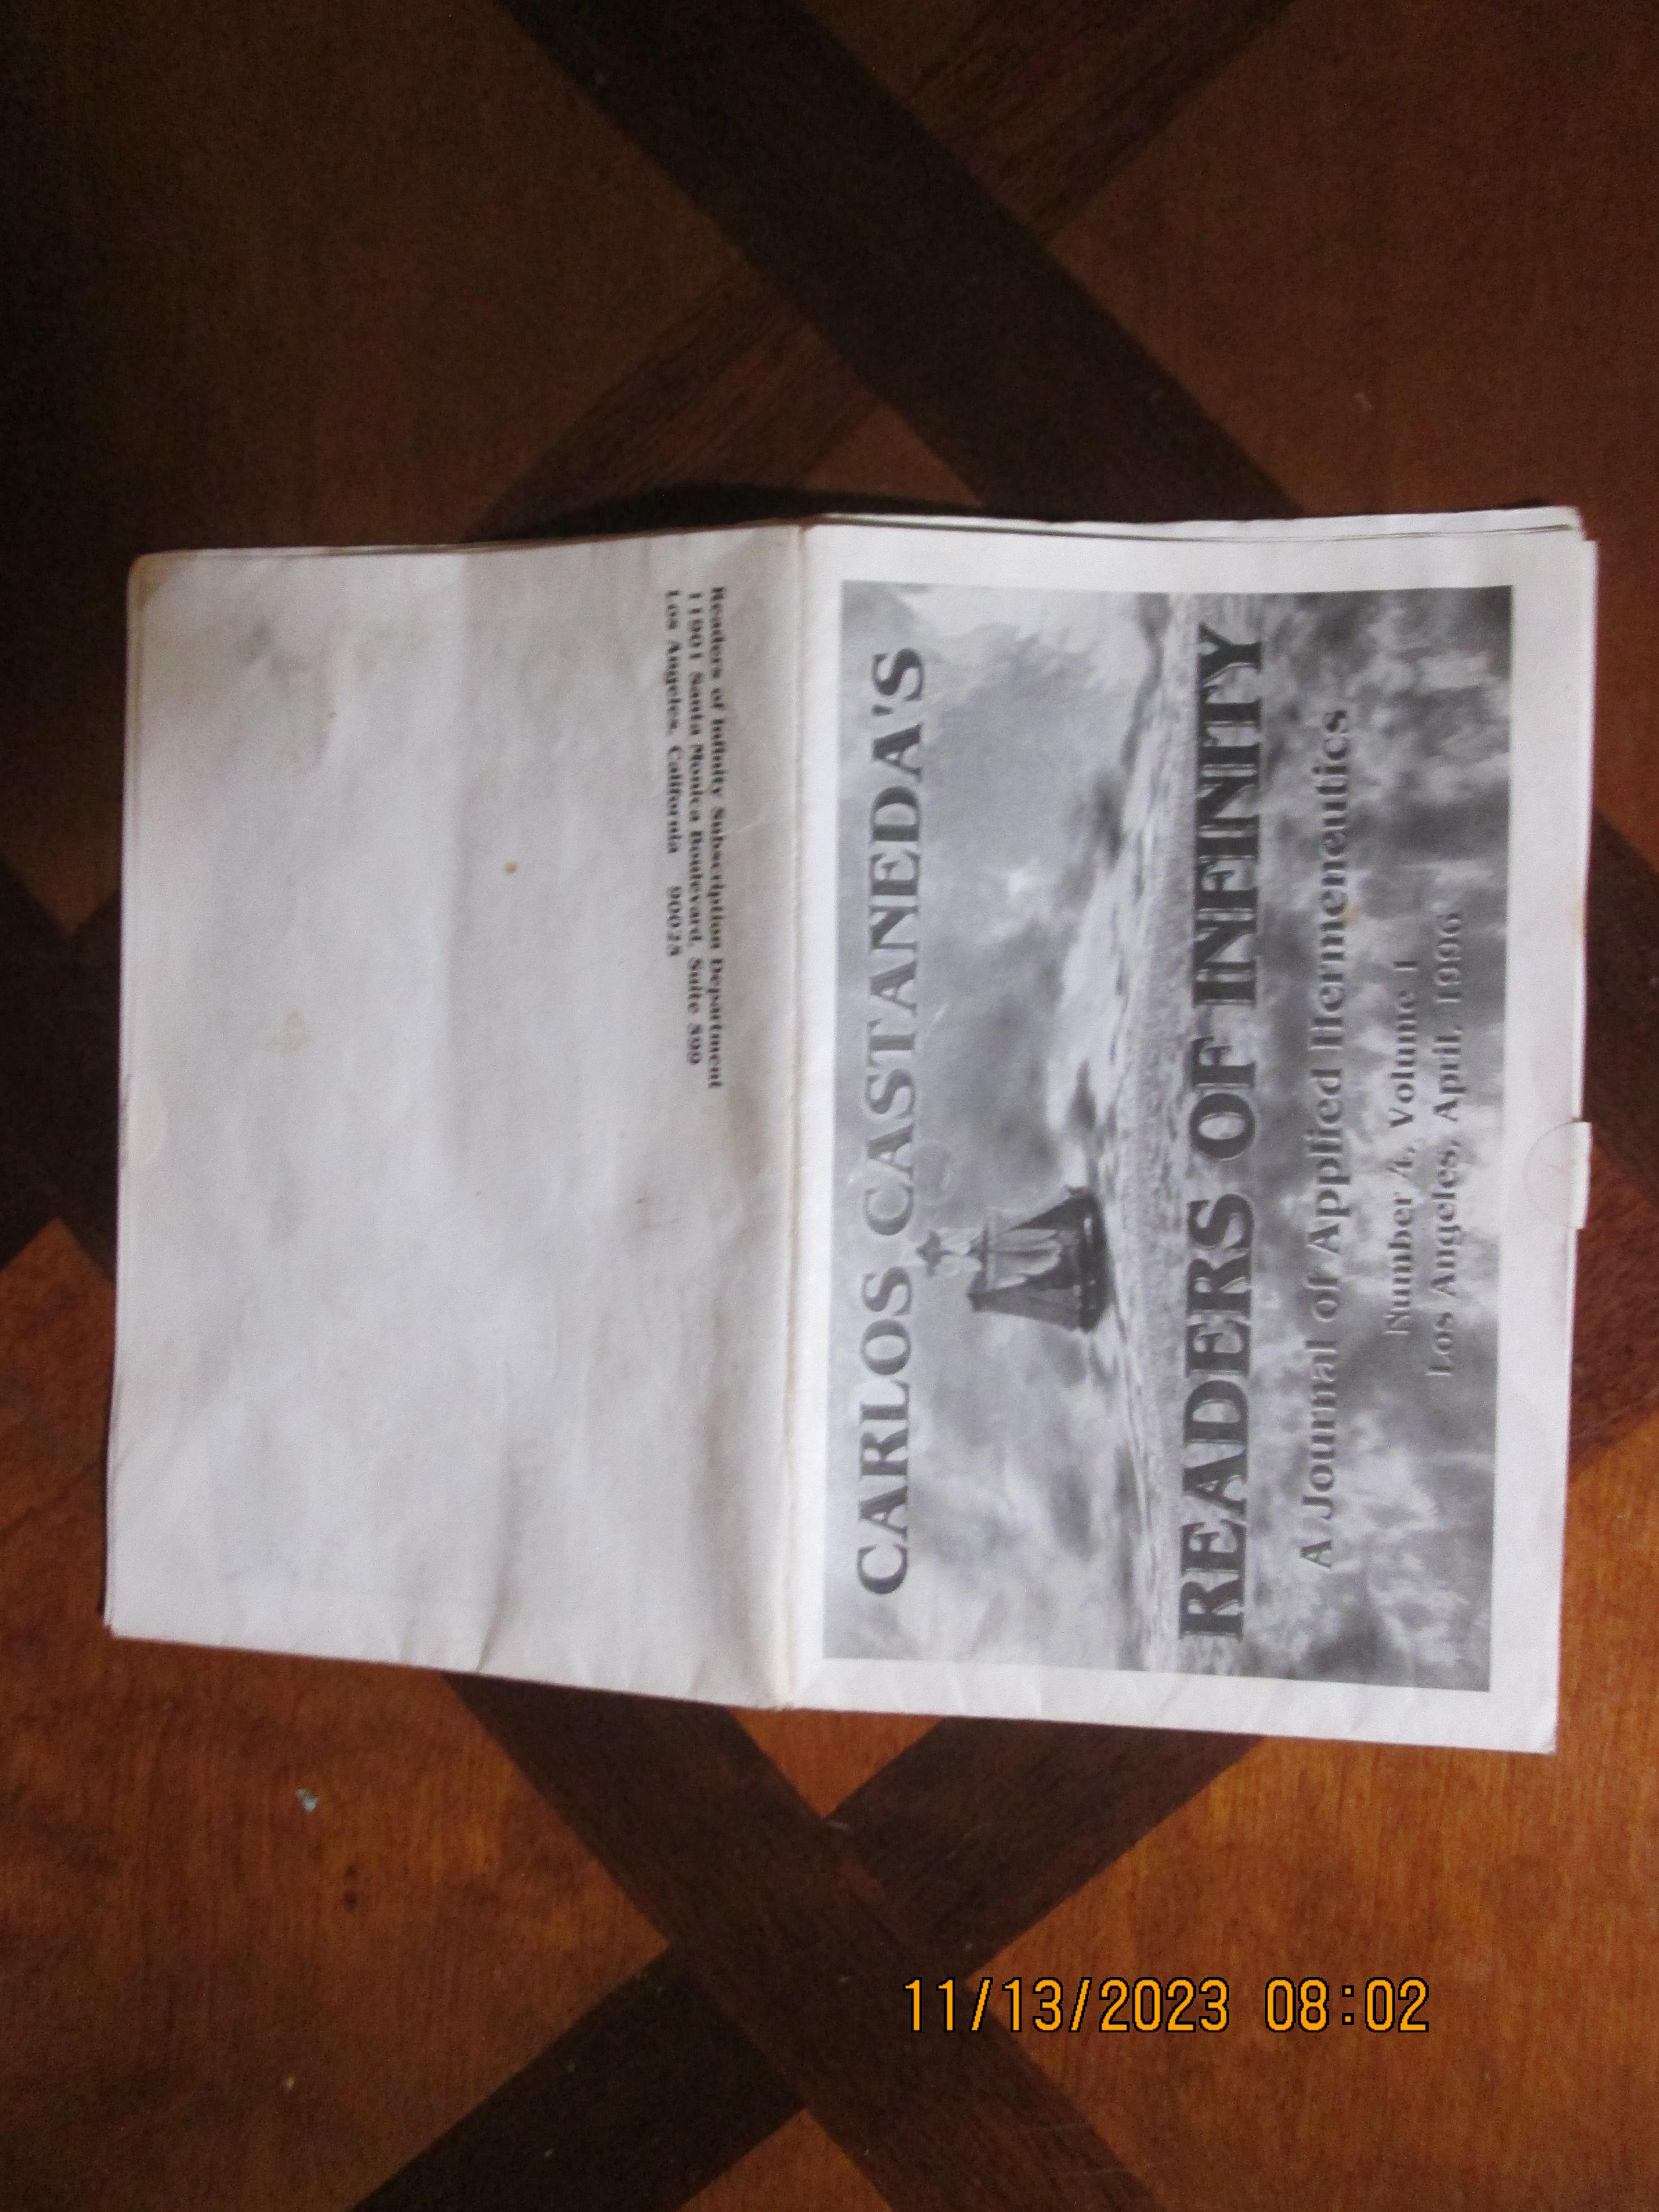 CARLOS CASTANEDA'S
READERS OF INFINITY
A Journal of Applied Hermeneutics
Number 4, Volume 1
Los Angeles, April, 1996
Readers of Infinity Subscription Department
11901 Santa Monica Boulevard, Suite 599
Los Angeles, California 90025
11/13/2023 08:02